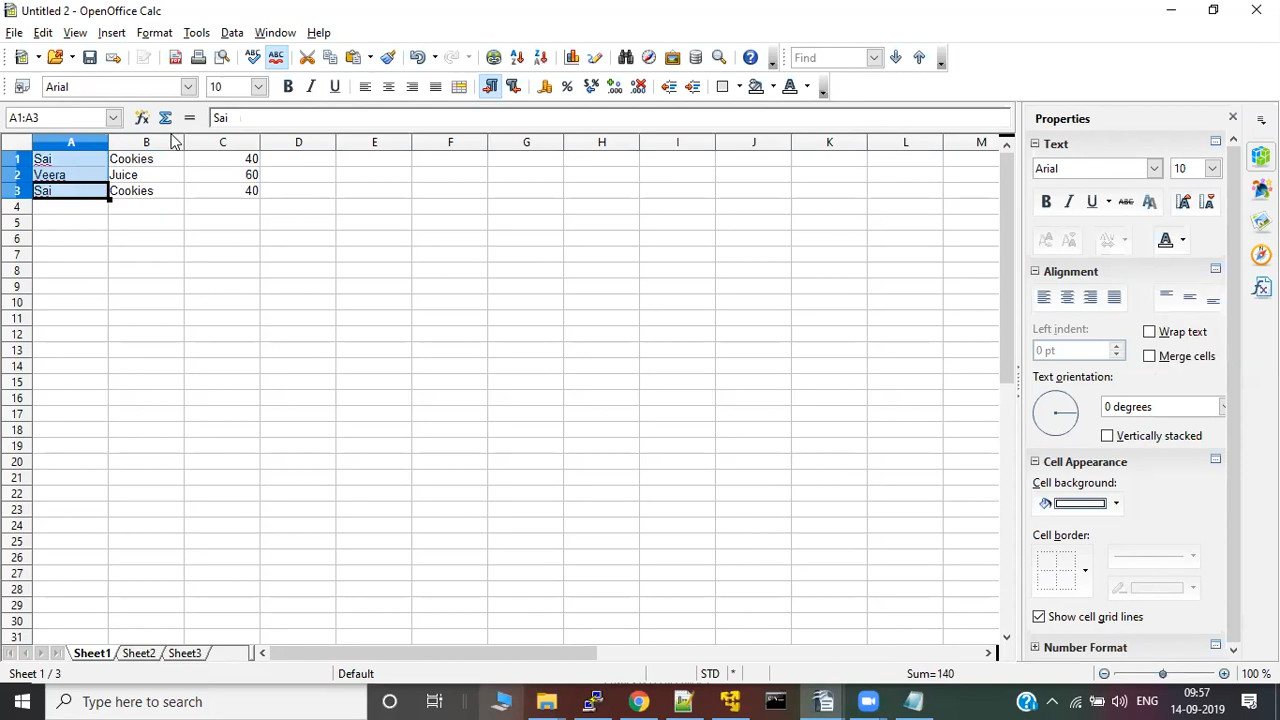 Untitled 2 - OpenOffice Calc
File Edit View Insert Format Tools Data Window Help
Find
Arial 10
A1:A3 Sai
A B C D E F G H I J K L M
1 Sai Cookies 40
2 Veera Juice 60
3 Sai Cookies 40
4
5
6
7
8
9
10
11
12
13
14
15
16
17
18
19
20
21
22
23
24
25
26
27
28
29
30
31
Properties
Text
Arial 10
Alignment
Left indent:
Wrap text
0 pt
Merge cells
Text orientation:
0 degrees
Vertically stacked
Cell Appearance
Cell background:
Cell border:
Show cell grid lines
Number Format
Sheet1 Sheet2 Sheet3
Sheet 1 / 3 Default STD * Sum=140 100 %
Type here to search
ENG
09:57
14-09-2019